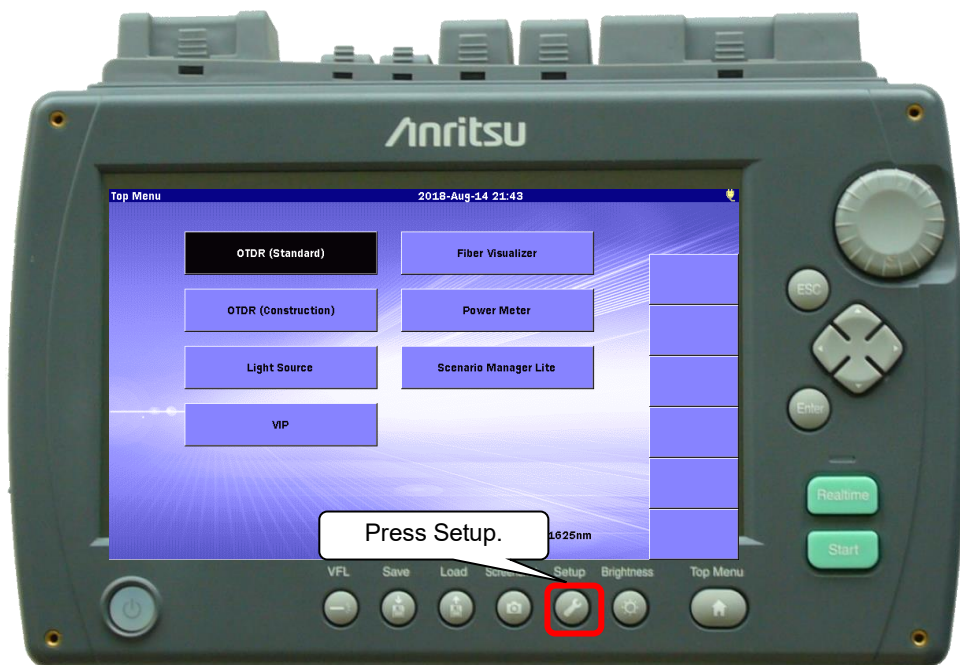 Anritsu
Top Menu 2018-Aug-14 21:43
OTDR (Standard) Fiber Visualizer
OTDR (Construction) Power Meter
Light Source Scenario Manager Lite
VIP
1625nm
Press Setup.
ESC
Enter
Realtime
Start
VFL Save Load Setup Brightness Top Menu